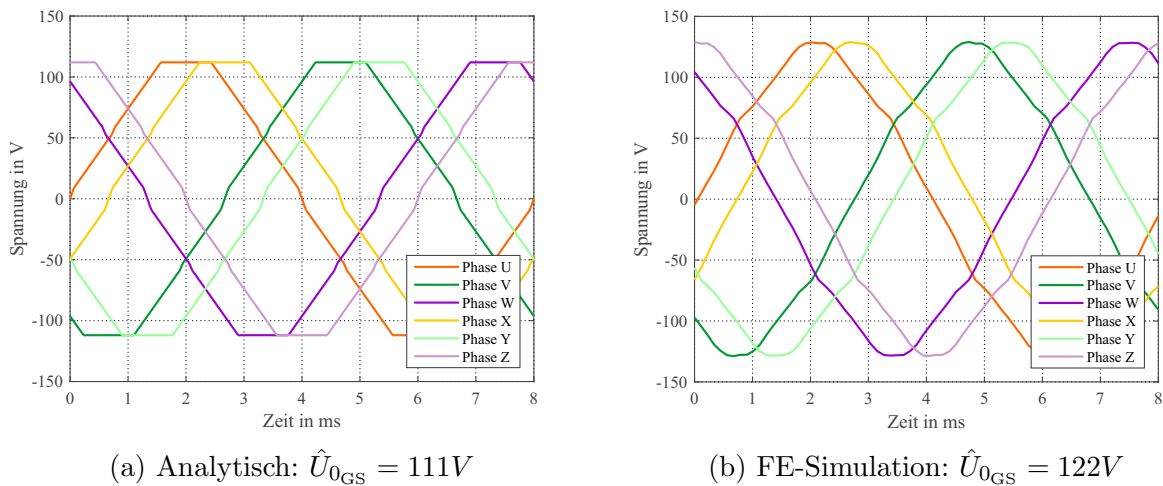 150
100
50
0
-50
-100
-150
Spannung in V
0 1 2 3 4 5 6 7 8
Zeit in ms
Phase U
Phase V
Phase W
Phase X
Phase Y
Phase Z
(a) Analytisch: Û₀GS = 111V
150
100
50
0
-50
-100
-150
Spannung in V
0 1 2 3 4 5 6 7 8
Zeit in ms
Phase U
Phase V
Phase W
Phase X
Phase Y
Phase Z
(b) FE-Simulation: Û₀GS = 122V